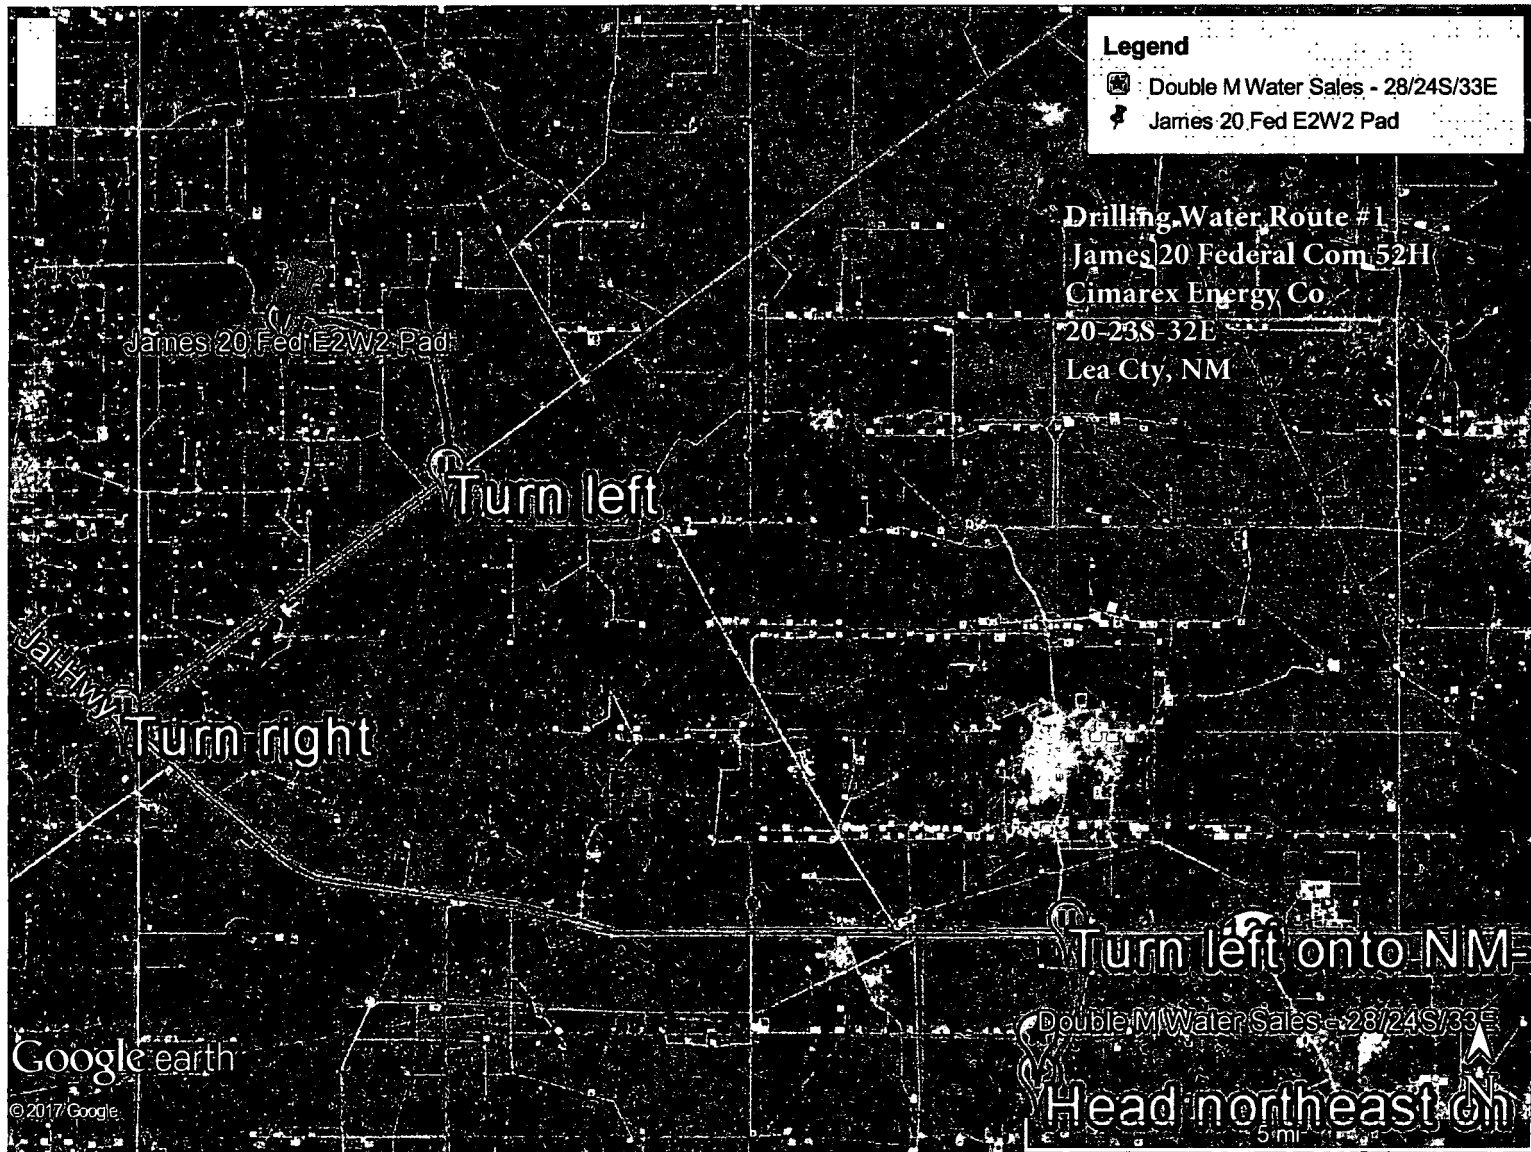 Legend
Double M Water Sales - 28/24S/33E
James 20 Fed E2W2 Pad
Drilling Water Route #1
James 20 Federal Com 52H
Cimarex Energy Co
20-23S-32E
Lea Cty, NM
James 20 Fed E2W2 Pad
Turn left
Jal Hwy
Turn right
Turn left onto NM-
Double M Water Sales - 28/24S/33E
Google earth
Head northeast on
N
© 2017 Google
5 mi